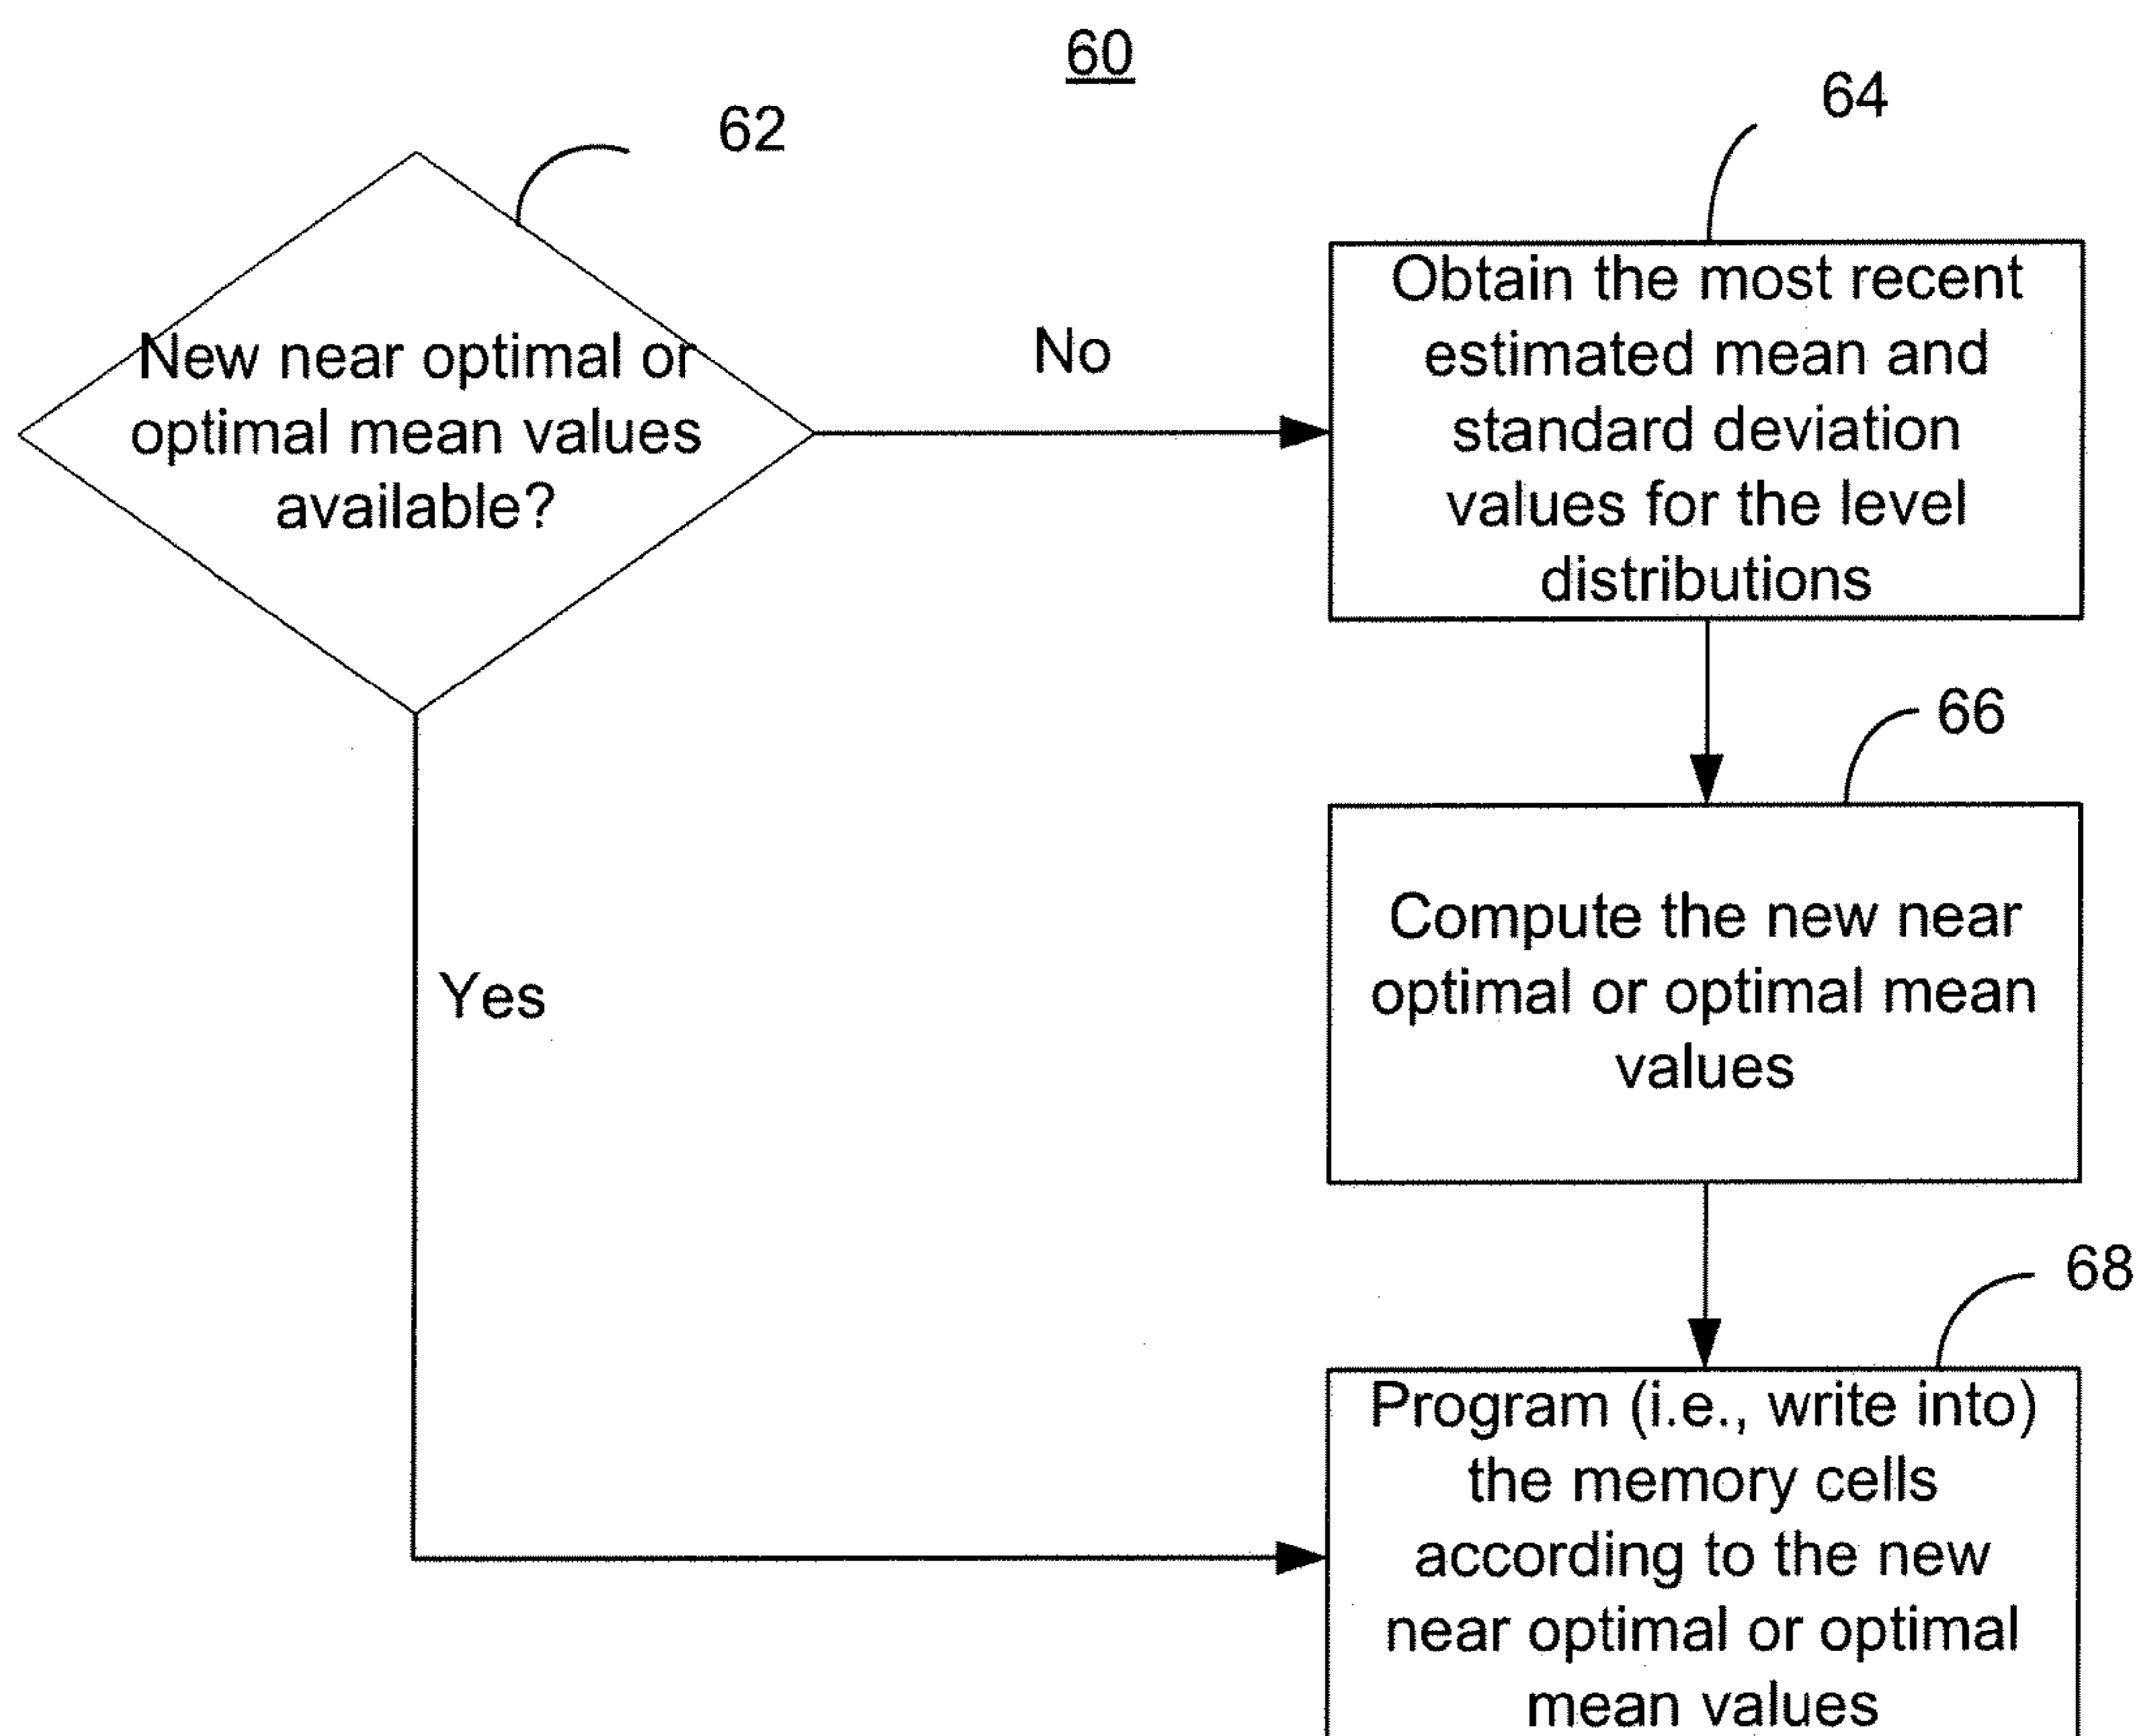 60
62
64
New near optimal or
optimal mean values
available?
No
Obtain the most recent
estimated mean and
standard deviation
values for the level
distributions
66
Compute the new near
optimal or optimal mean
values
Yes
68
Program (i.e., write into)
the memory cells
according to the new
near optimal or optimal
mean values